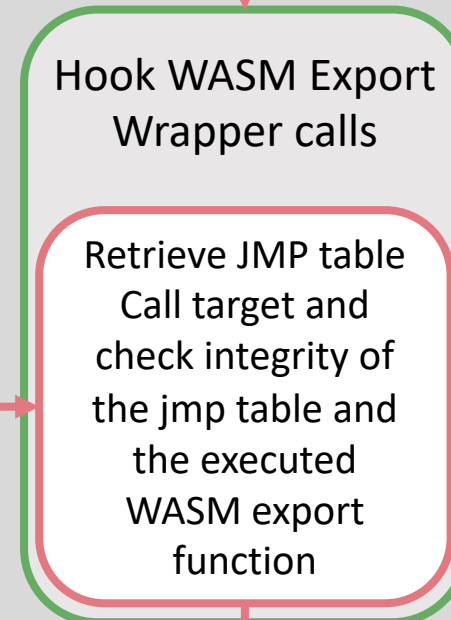 Hook WASM Export
Wrapper calls
Retrieve JMP table
Call target and
check integrity of
the jmp table and
the executed
WASM export
function